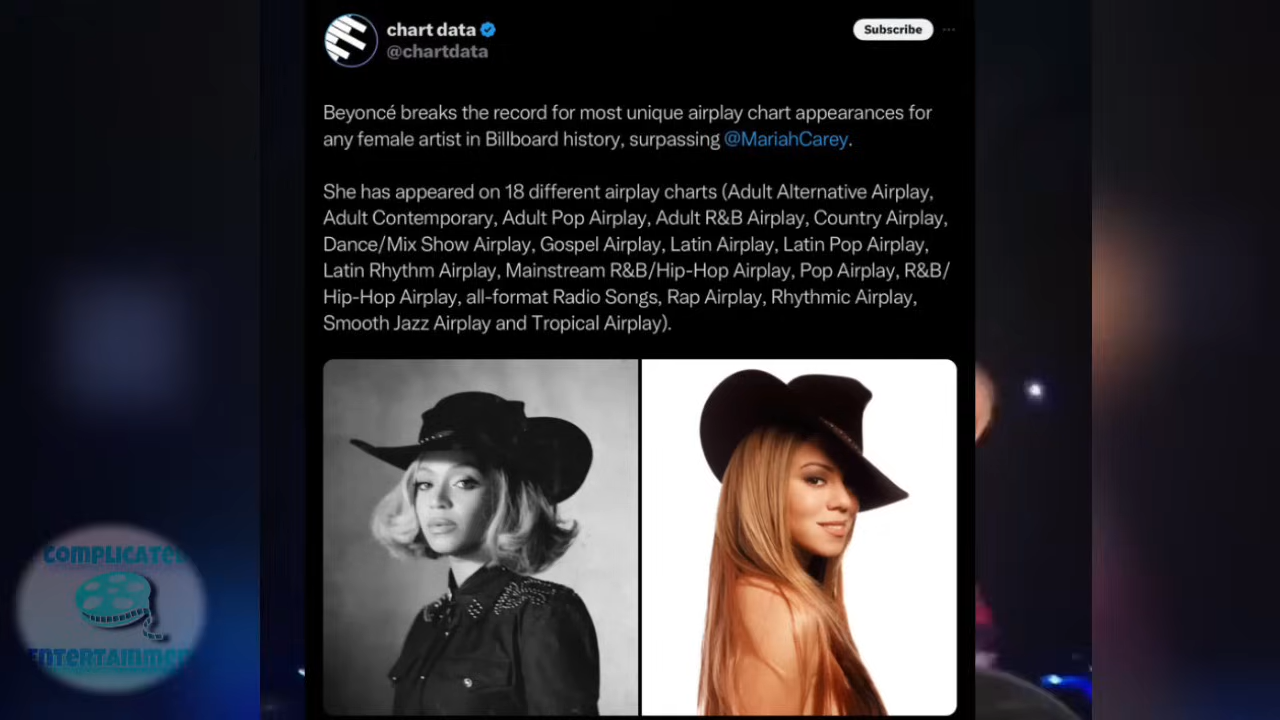 chart data
@chartdata
Subscribe
Beyoncé breaks the record for most unique airplay chart appearances for
any female artist in Billboard history, surpassing @MariahCarey.
She has appeared on 18 different airplay charts (Adult Alternative Airplay,
Adult Contemporary, Adult Pop Airplay, Adult R&B Airplay, Country Airplay,
Dance/Mix Show Airplay, Gospel Airplay, Latin Airplay, Latin Pop Airplay,
Latin Rhythm Airplay, Mainstream R&B/Hip-Hop Airplay, Pop Airplay, R&B/
Hip-Hop Airplay, all-format Radio Songs, Rap Airplay, Rhythmic Airplay,
Smooth Jazz Airplay and Tropical Airplay).
COMPLICATED
ENTERTAINMENT